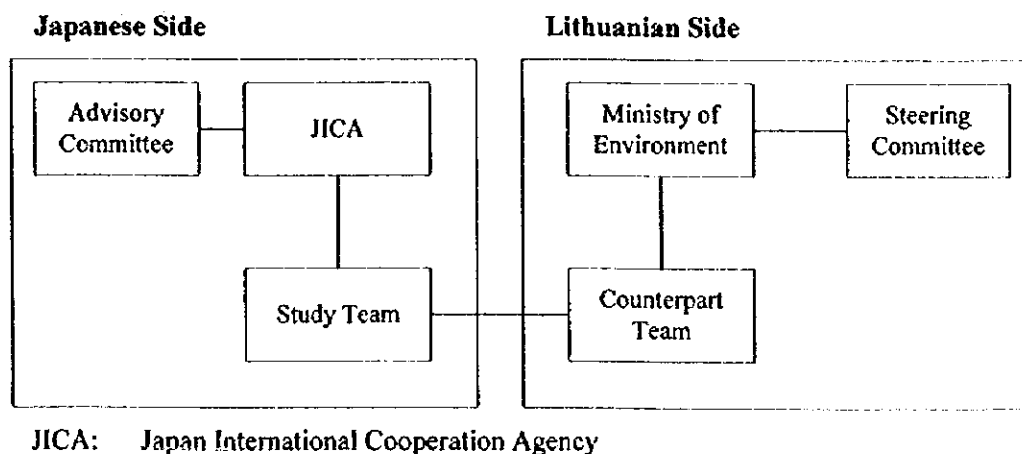 Japanese Side
Lithuanian Side
Advisory
Committee
JICA
Ministry of
Environment
Steering
Committee
Study Team
Counterpart
Team
JICA: Japan International Cooperation Agency